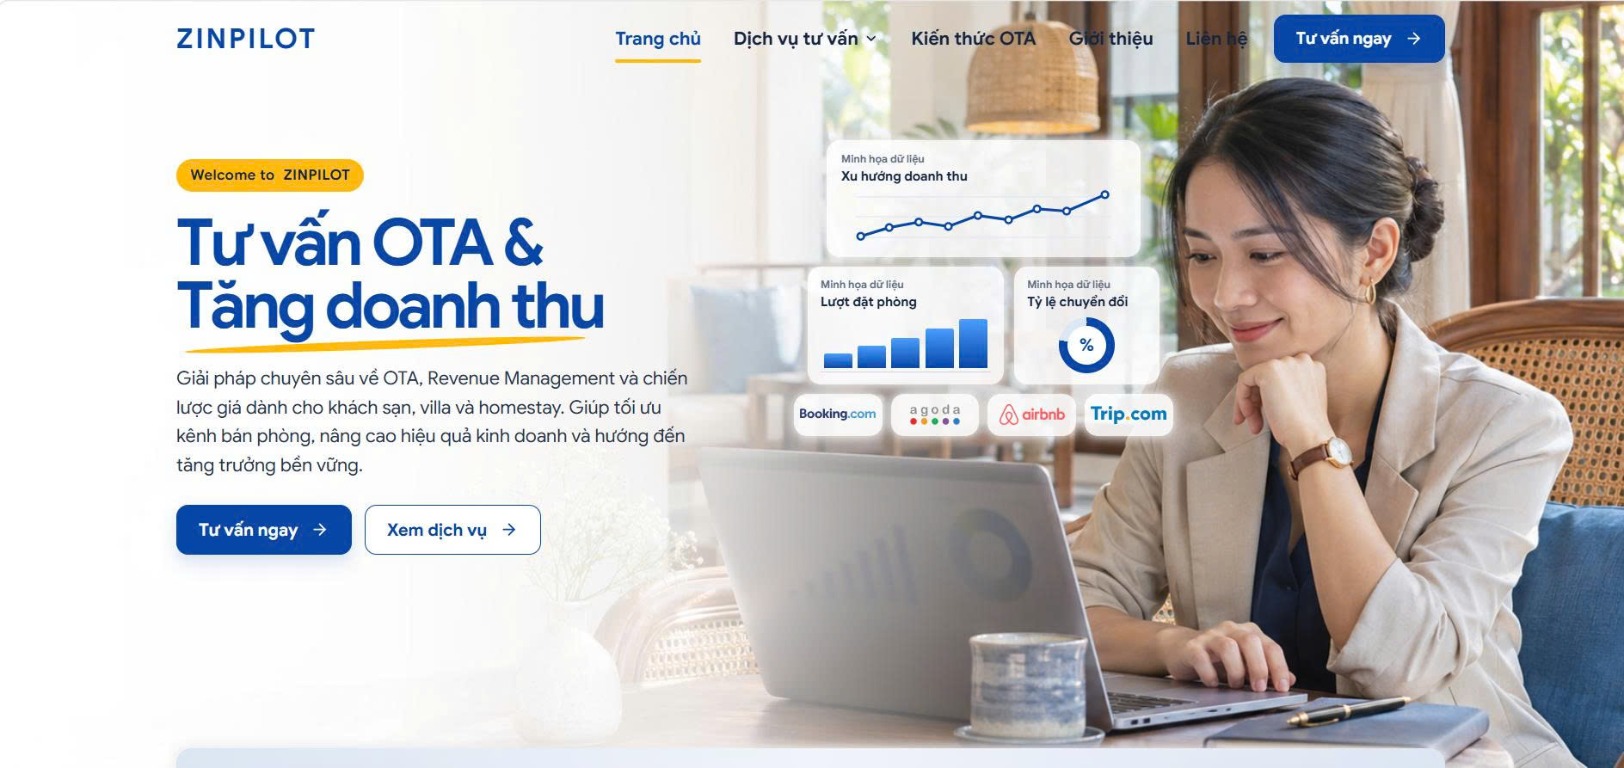 ZINPILOT
Trang chủ
Dịch vụ tư vấn
Kiến thức OTA
Giới thiệu
Liên hệ
Tư vấn ngay
Welcome to ZINPILOT
Tư vấn OTA &
Tăng doanh thu
Giải pháp chuyên sâu về OTA, Revenue Management và chiến
lược giá dành cho khách sạn, villa và homestay. Giúp tối ưu
kênh bán phòng, nâng cao hiệu quả kinh doanh và hướng đến
tăng trưởng bền vững.
Tư vấn ngay
Xem dịch vụ
Minh họa dữ liệu
Xu hướng doanh thu
Minh họa dữ liệu
Lượt đặt phòng
Minh họa dữ liệu
Tỷ lệ chuyển đổi
%
Booking.com
agoda
airbnb
Trip.com